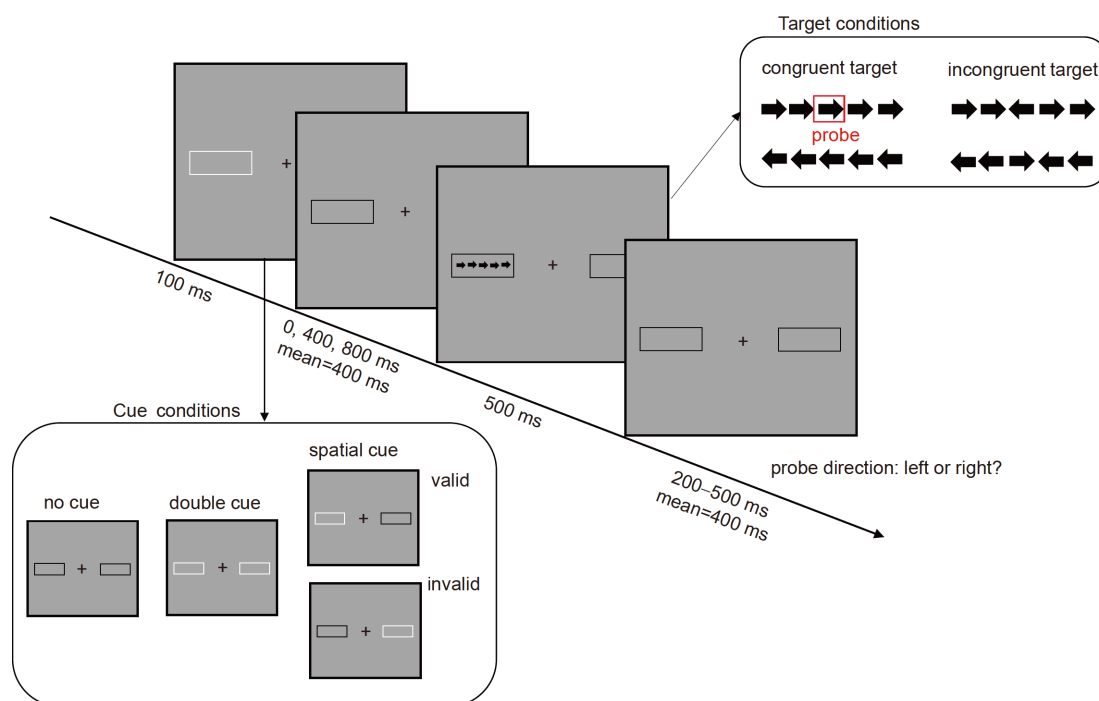 Target conditions
congruent target
incongruent target
probe
100 ms
0, 400, 800 ms
mean=400 ms
500 ms
200–500 ms
mean=400 ms
probe direction: left or right?
Cue conditions
no cue
double cue
spatial cue
valid
invalid